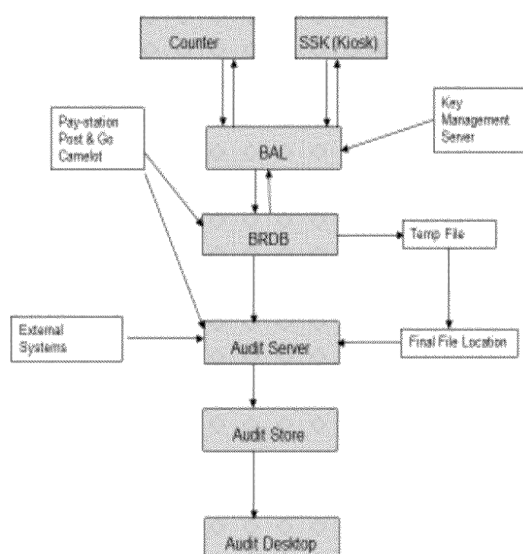 Counter
SSK (Kiosk)
Pay-station
Post & Go
Camelot
Key
Management
Server
BAL
BRDB
Temp File
External
Systems
Audit Server
Final File Location
Audit Store
Audit Desktop